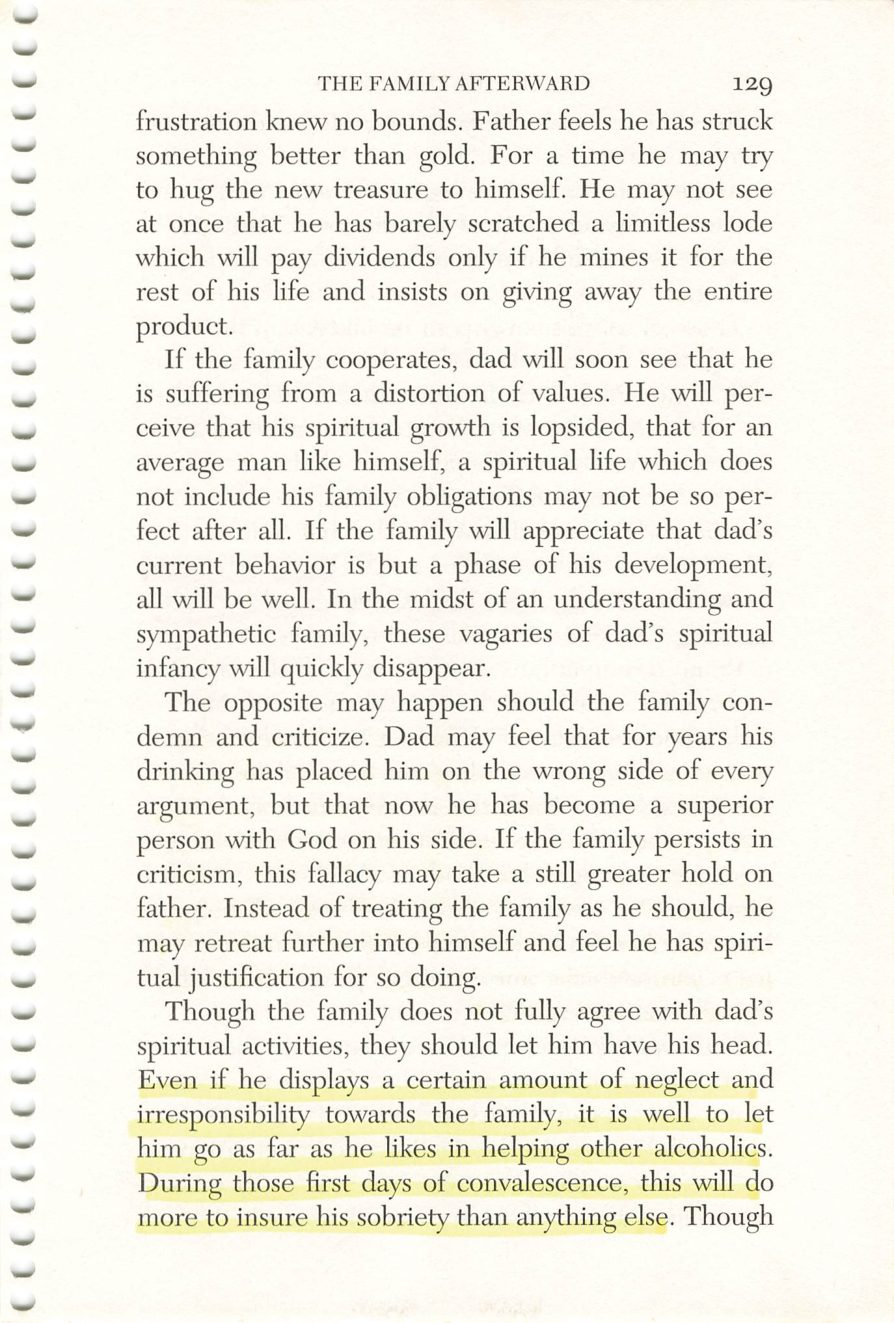 THE FAMILY AFTERWARD 129
frustration knew no bounds. Father feels he has struck
something better than gold. For a time he may try
to hug the new treasure to himself. He may not see
at once that he has barely scratched a limitless lode
which will pay dividends only if he mines it for the
rest of his life and insists on giving away the entire
product.
If the family cooperates, dad will soon see that he
is suffering from a distortion of values. He will per-
ceive that his spiritual growth is lopsided, that for an
average man like himself, a spiritual life which does
not include his family obligations may not be so per-
fect after all. If the family will appreciate that dad's
current behavior is but a phase of his development,
all will be well. In the midst of an understanding and
sympathetic family, these vagaries of dad's spiritual
infancy will quickly disappear.
The opposite may happen should the family con-
demn and criticize. Dad may feel that for years his
drinking has placed him on the wrong side of every
argument, but that now he has become a superior
person with God on his side. If the family persists in
criticism, this fallacy may take a still greater hold on
father. Instead of treating the family as he should, he
may retreat further into himself and feel he has spiri-
tual justification for so doing.
Though the family does not fully agree with dad's
spiritual activities, they should let him have his head.
Even if he displays a certain amount of neglect and
irresponsibility towards the family, it is well to let
him go as far as he likes in helping other alcoholics.
During those first days of convalescence, this will do
more to insure his sobriety than anything else. Though